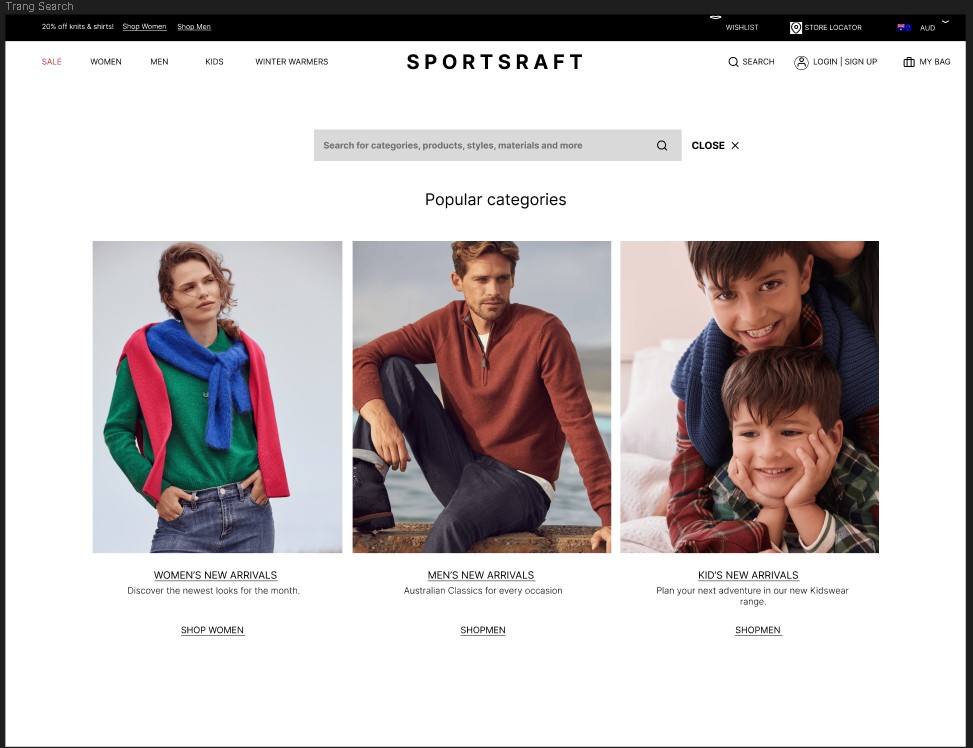 Trang Search
20% off knits & shirts! Shop Women Shop Men WISHLIST STORE LOCATOR AUD
SALE WOMEN MEN KIDS WINTER WARMERS SPORTSRAFT SEARCH LOGIN | SIGN UP MY BAG
Search for categories, products, styles, materials and more CLOSE
Popular categories
WOMEN'S NEW ARRIVALS
Discover the newest looks for the month.
SHOP WOMEN
MEN'S NEW ARRIVALS
Australian Classics for every occasion
SHOPMEN
KID'S NEW ARRIVALS
Plan your next adventure in our new Kidswear
range.
SHOPMEN